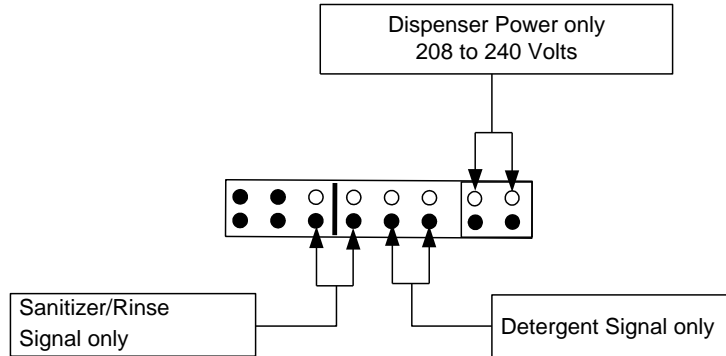 Dispenser Power only
208 to 240 Volts
Sanitizer/Rinse
Signal only
Detergent Signal only